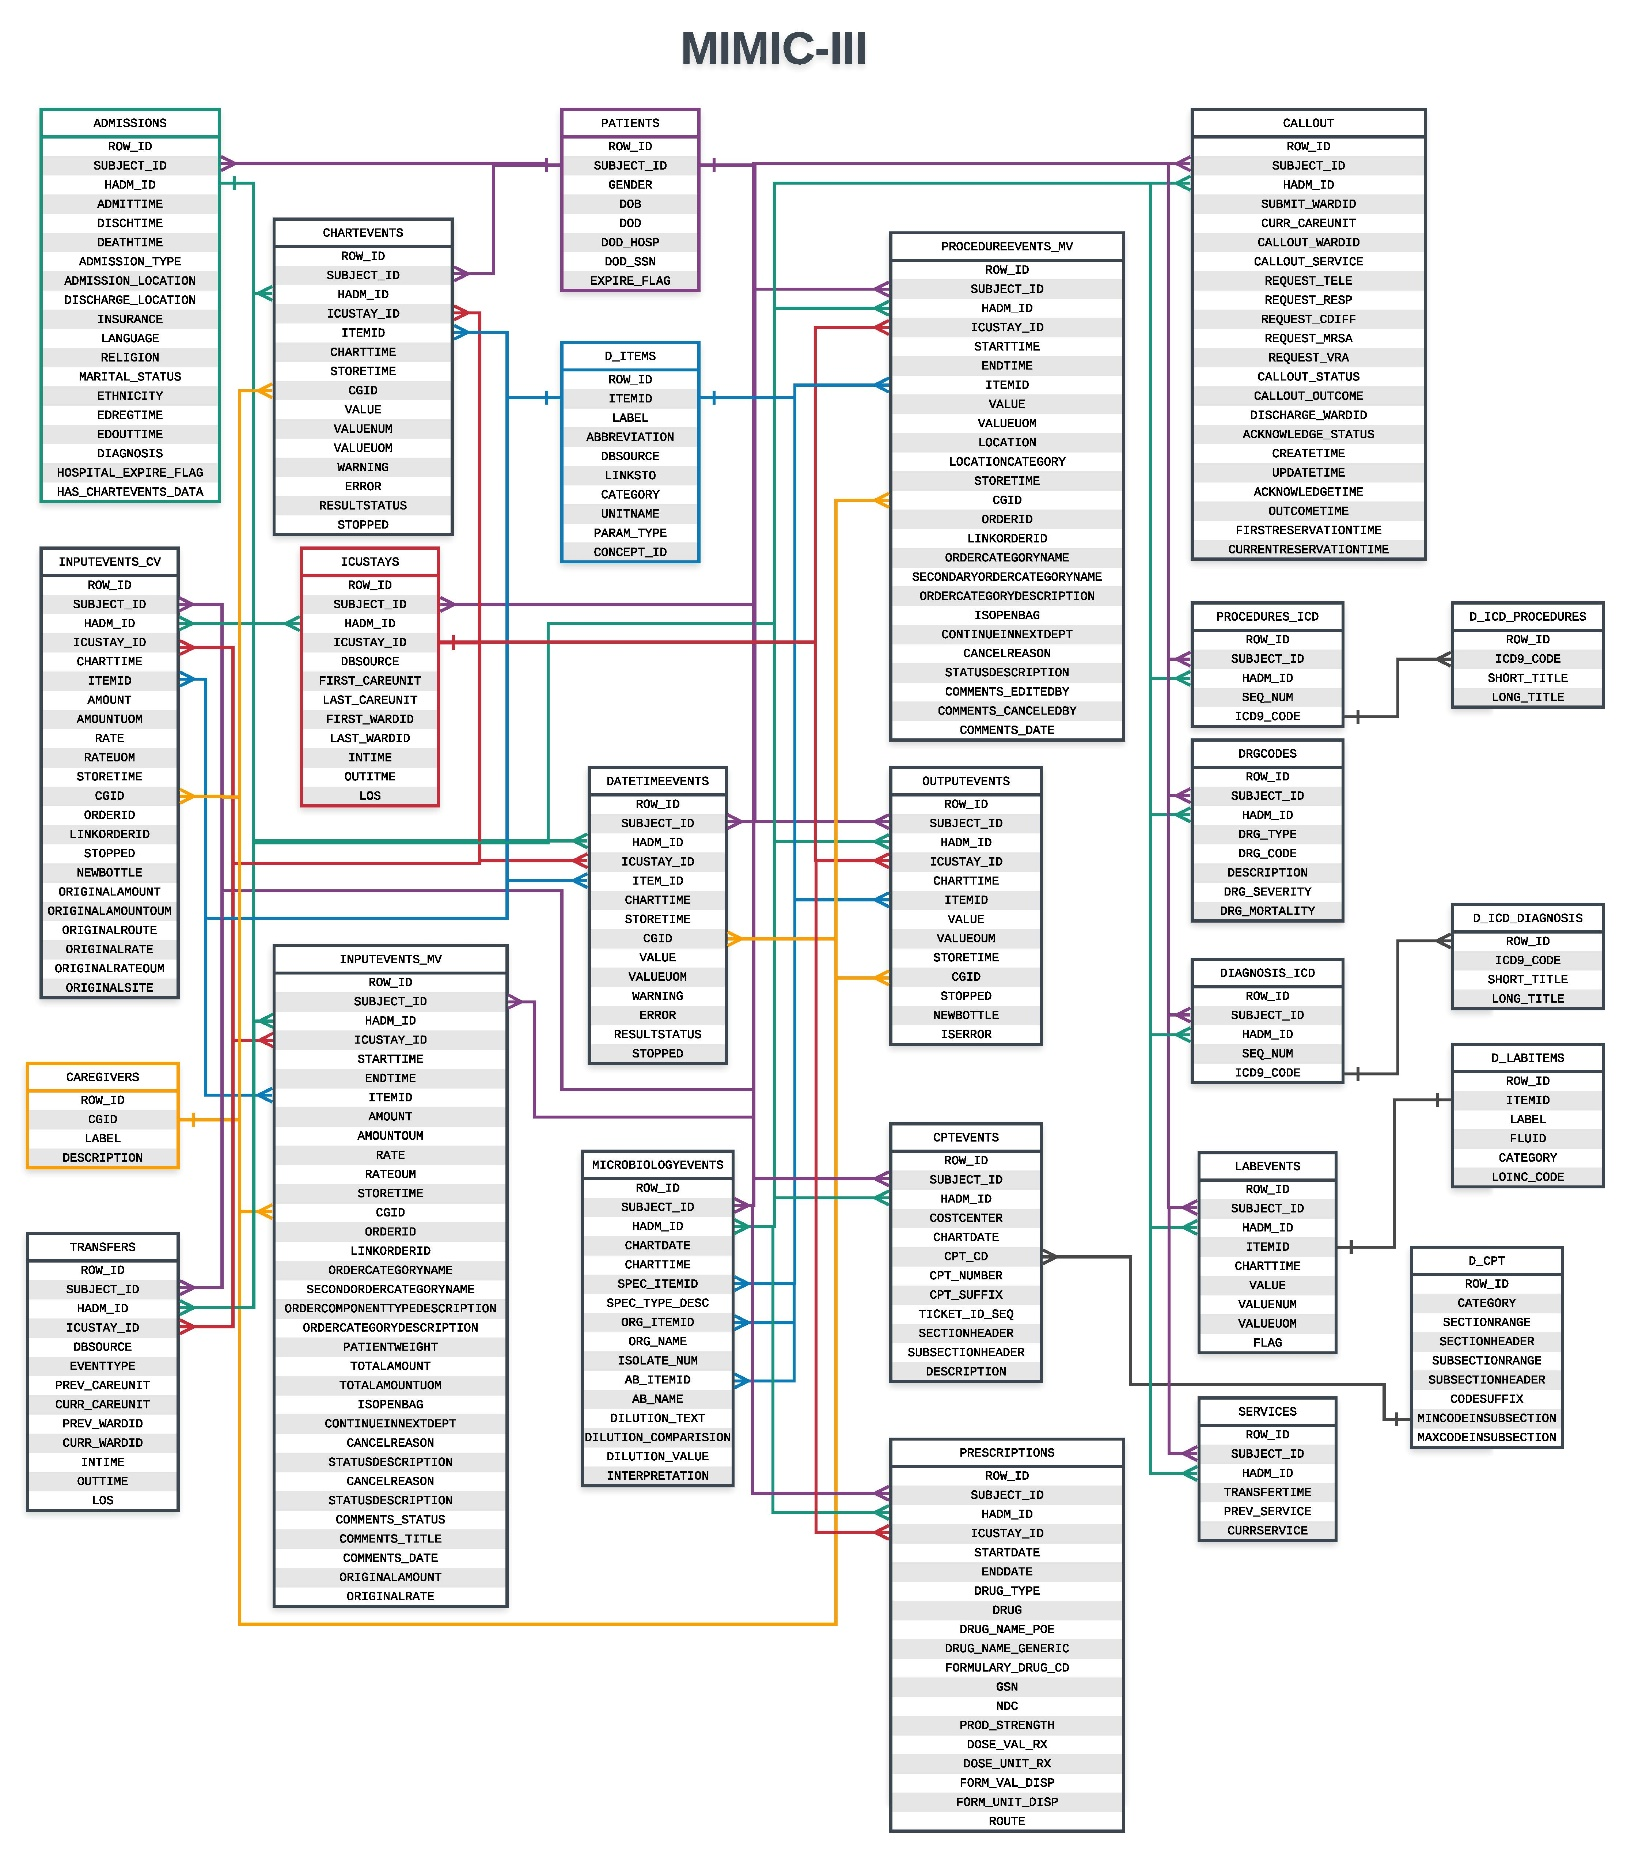 MIMIC-III
ADMISSIONS
ROW_ID
SUBJECT_ID
HADM_ID
ADMITTIME
DISCHTIME
DEATHTIME
ADMISSION_TYPE
ADMISSION_LOCATION
DISCHARGE_LOCATION
INSURANCE
LANGUAGE
RELIGION
MARITAL_STATUS
ETHNICITY
EDREGTIME
EDOUTTIME
DIAGNOSIS
HOSPITAL_EXPIRE_FLAG
HAS_CHARTEVENTS_DATA
INPUTEVENTS_CV
ROW_ID
SUBJECT_ID
HADM_ID
ICUSTAY_ID
CHARTTIME
ITEMID
AMOUNT
AMOUNTUOM
RATE
RATEUOM
STORETIME
CGID
ORDERID
LINKORDERID
STOPPED
NEWBOTTLE
ORIGINALAMOUNT
ORIGINALAMOUNTOUM
ORIGINALROUTE
ORIGINALRATE
ORIGINALRATEOUM
ORIGINALSITE
CAREGIVERS
ROW_ID
CGID
LABEL
DESCRIPTION
TRANSFERS
ROW_ID
SUBJECT_ID
HADM_ID
ICUSTAY_ID
DBSOURCE
EVENTTYPE
PREV_CAREUNIT
CURR_CAREUNIT
PREV_WARDID
CURR_WARDID
INTIME
OUTTIME
LOS
CHARTEVENTS
ROW_ID
SUBJECT_ID
HADM_ID
ICUSTAY_ID
ITEMID
CHARTTIME
STORETIME
CGID
VALUE
VALUENUM
VALUEUOM
WARNING
ERROR
RESULTSTATUS
STOPPED
ICUSTAYS
ROW_ID
SUBJECT_ID
HADM_ID
ICUSTAY_ID
DBSOURCE
FIRST_CAREUNIT
LAST_CAREUNIT
FIRST_WARDID
LAST_WARDID
INTIME
OUTITME
LOS
INPUTEVENTS_MV
ROW_ID
SUBJECT_ID
HADM_ID
ICUSTAY_ID
STARTTIME
ENDTIME
ITEMID
AMOUNT
AMOUNTOUM
RATE
RATEOUM
STORETIME
CGID
ORDERID
LINKORDERID
ORDERCATEGORYNAME
SECONDORDERCATEGORYNAME
ORDERCOMPONENTTYPEDESCRIPTION
ORDERCATEGORYDESCRIPTION
PATIENTWEIGHT
TOTALAMOUNT
TOTALAMOUNTUOM
ISOPENBAG
CONTINUEINNEXTDEPT
CANCELREASON
STATUSDESCRIPTION
CANCELREASON
STATUSDESCRIPTION
COMMENTS_STATUS
COMMENTS_TITLE
COMMENTS_DATE
ORIGINALAMOUNT
ORIGINALRATE
PATIENTS
ROW_ID
SUBJECT_ID
GENDER
DOB
DOD
DOD_HOSP
DOD_SSN
EXPIRE_FLAG
D_ITEMS
ROW_ID
ITEMID
LABEL
ABBREVIATION
DBSOURCE
LINKSTO
CATEGORY
UNITNAME
PARAM_TYPE
CONCEPT_ID
DATETIMEEVENTS
ROW_ID
SUBJECT_ID
HADM_ID
ICUSTAY_ID
ITEM_ID
CHARTTIME
STORETIME
CGID
VALUE
VALUEUOM
WARNING
ERROR
RESULTSTATUS
STOPPED
MICROBIOLOGYEVENTS
ROW_ID
SUBJECT_ID
HADM_ID
CHARTDATE
CHARTTIME
SPEC_ITEMID
SPEC_TYPE_DESC
ORG_ITEMID
ORG_NAME
ISOLATE_NUM
AB_ITEMID
AB_NAME
DILUTION_TEXT
DILUTION_COMPARISION
DILUTION_VALUE
INTERPRETATION
PROCEDUREEVENTS_MV
ROW_ID
SUBJECT_ID
HADM_ID
ICUSTAY_ID
STARTTIME
ENDTIME
ITEMID
VALUE
VALUEUOM
LOCATION
LOCATIONCATEGORY
STORETIME
CGID
ORDERID
LINKORDERID
ORDERCATEGORYNAME
SECONDARYORDERCATEGORYNAME
ORDERCATEGORYDESCRIPTION
ISOPENBAG
CONTINUEINNEXTDEPT
CANCELREASON
STATUSDESCRIPTION
COMMENTS_EDITEDBY
COMMENTS_CANCELEDBY
COMMENTS_DATE
OUTPUTEVENTS
ROW_ID
SUBJECT_ID
HADM_ID
ICUSTAY_ID
CHARTTIME
ITEMID
VALUE
VALUEOUM
STORETIME
CGID
STOPPED
NEWBOTTLE
ISERROR
CPTEVENTS
ROW_ID
SUBJECT_ID
HADM_ID
COSTCENTER
CHARTDATE
CPT_CD
CPT_NUMBER
CPT_SUFFIX
TICKET_ID_SEQ
SECTIONHEADER
SUBSECTIONHEADER
DESCRIPTION
PRESCRIPTIONS
ROW_ID
SUBJECT_ID
HADM_ID
ICUSTAY_ID
STARTDATE
ENDDATE
DRUG_TYPE
DRUG
DRUG_NAME_POE
DRUG_NAME_GENERIC
FORMULARY_DRUG_CD
GSN
NDC
PROD_STRENGTH
DOSE_VAL_RX
DOSE_UNIT_RX
FORM_VAL_DISP
FORM_UNIT_DISP
ROUTE
CALLOUT
ROW_ID
SUBJECT_ID
HADM_ID
SUBMIT_WARDID
CURR_CAREUNIT
CALLOUT_WARDID
CALLOUT_SERVICE
REQUEST_TELE
REQUEST_RESP
REQUEST_CDIFF
REQUEST_MRSA
REQUEST_VRA
CALLOUT_STATUS
CALLOUT_OUTCOME
DISCHARGE_WARDID
ACKNOWLEDGE_STATUS
CREATETIME
UPDATETIME
ACKNOWLEDGETIME
OUTCOMETIME
FIRSTRESERVATIONTIME
CURRENTRESERVATIONTIME
PROCEDURES_ICD
ROW_ID
SUBJECT_ID
HADM_ID
SEQ_NUM
ICD9_CODE
DRGCODES
ROW_ID
SUBJECT_ID
HADM_ID
DRG_TYPE
DRG_CODE
DESCRIPTION
DRG_SEVERITY
DRG_MORTALITY
DIAGNOSIS_ICD
ROW_ID
SUBJECT_ID
HADM_ID
SEQ_NUM
ICD9_CODE
LABEVENTS
ROW_ID
SUBJECT_ID
HADM_ID
ITEMID
CHARTTIME
VALUE
VALUENUM
VALUEUOM
FLAG
SERVICES
ROW_ID
SUBJECT_ID
HADM_ID
TRANSFERTIME
PREV_SERVICE
CURRSERVICE
D_ICD_PROCEDURES
ROW_ID
ICD9_CODE
SHORT_TITLE
LONG_TITLE
D_ICD_DIAGNOSIS
ROW_ID
ICD9_CODE
SHORT_TITLE
LONG_TITLE
D_LABITEMS
ROW_ID
ITEMID
LABEL
FLUID
CATEGORY
LOINC_CODE
D_CPT
ROW_ID
CATEGORY
SECTIONRANGE
SECTIONHEADER
SUBSECTIONRANGE
SUBSECTIONHEADER
CODESUFFIX
MINCODEINSUBSECTION
MAXCODEINSUBSECTION